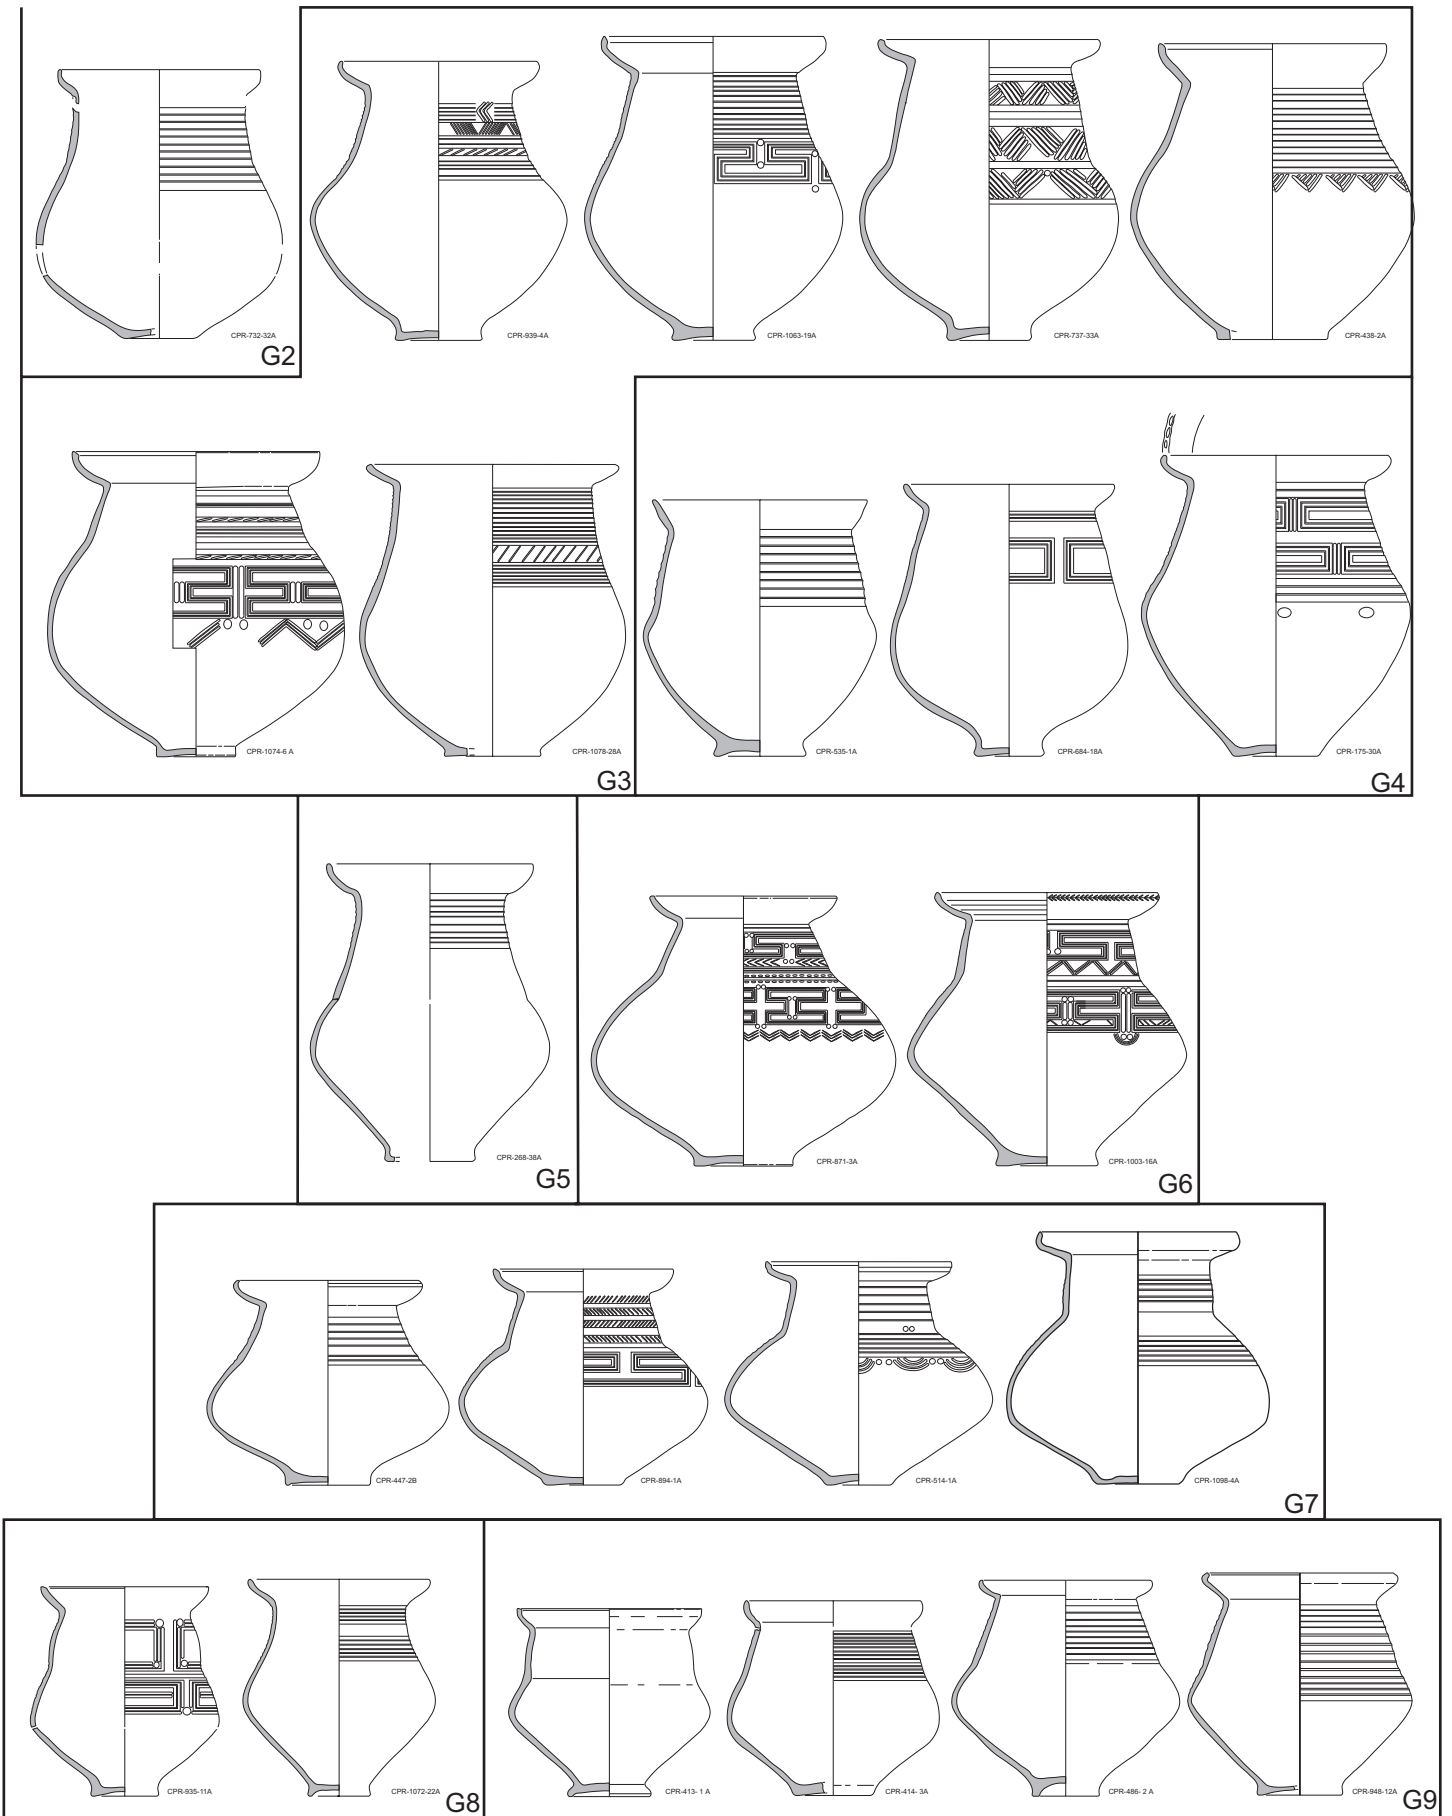 CPR-732-32A
CPR-939-4A
CPR-1063-19A
CPR-737-33A
CPR-438-2A
G2
CPR-1074-6 A
CPR-1078-28A
CPR-535-1A
CPR-684-18A
CPR-175-30A
G3
G4
CPR-268-38A
CPR-871-3A
CPR-1003-16A
G5
G6
CPR-447-2B
CPR-894-1A
CPR-514-1A
CPR-1098-4A
G7
CPR-935-11A
CPR-1072-22A
CPR-413- 1 A
CPR-414- 3A
CPR-486- 2 A
CPR-948-12A
G8
G9